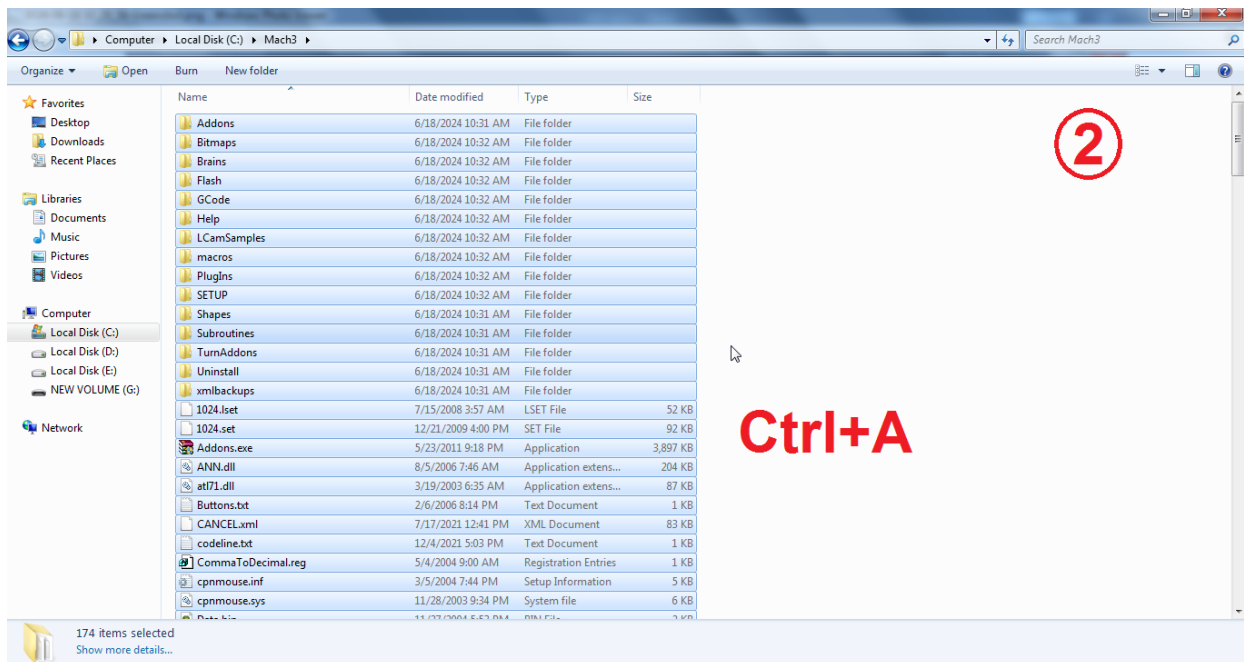 Computer ▸ Local Disk (C:) ▸ Mach3 ▸
Search Mach3
Organize Open Burn New folder
Name Date modified Type Size
Favorites
Desktop
Downloads
Recent Places
Libraries
Documents
Music
Pictures
Videos
Computer
Local Disk (C:)
Local Disk (D:)
Local Disk (E:)
NEW VOLUME (G:)
Network
Addons 6/18/2024 10:31 AM File folder
Bitmaps 6/18/2024 10:32 AM File folder
Brains 6/18/2024 10:32 AM File folder
Flash 6/18/2024 10:32 AM File folder
GCode 6/18/2024 10:32 AM File folder
Help 6/18/2024 10:32 AM File folder
LCamSamples 6/18/2024 10:32 AM File folder
macros 6/18/2024 10:32 AM File folder
PlugIns 6/18/2024 10:32 AM File folder
SETUP 6/18/2024 10:32 AM File folder
Shapes 6/18/2024 10:31 AM File folder
Subroutines 6/18/2024 10:31 AM File folder
TurnAddons 6/18/2024 10:31 AM File folder
Uninstall 6/18/2024 10:31 AM File folder
xmlbackups 6/18/2024 10:31 AM File folder
1024.lset 7/15/2008 3:57 AM LSET File 52 KB
1024.set 12/21/2009 4:00 PM SET File 92 KB
Addons.exe 5/23/2011 9:18 PM Application 3,897 KB
ANN.dll 8/5/2006 7:46 AM Application extens... 204 KB
atl71.dll 3/19/2003 6:35 AM Application extens... 87 KB
Buttons.txt 2/6/2006 8:14 PM Text Document 1 KB
CANCEL.xml 7/17/2021 12:41 PM XML Document 83 KB
codeline.txt 12/4/2021 5:03 PM Text Document 1 KB
CommaToDecimal.reg 5/4/2004 9:00 AM Registration Entries 1 KB
cpnmouse.inf 3/5/2004 7:44 PM Setup Information 5 KB
cpnmouse.sys 11/28/2003 9:34 PM System file 6 KB
2
Ctrl+A
174 items selected
Show more details...